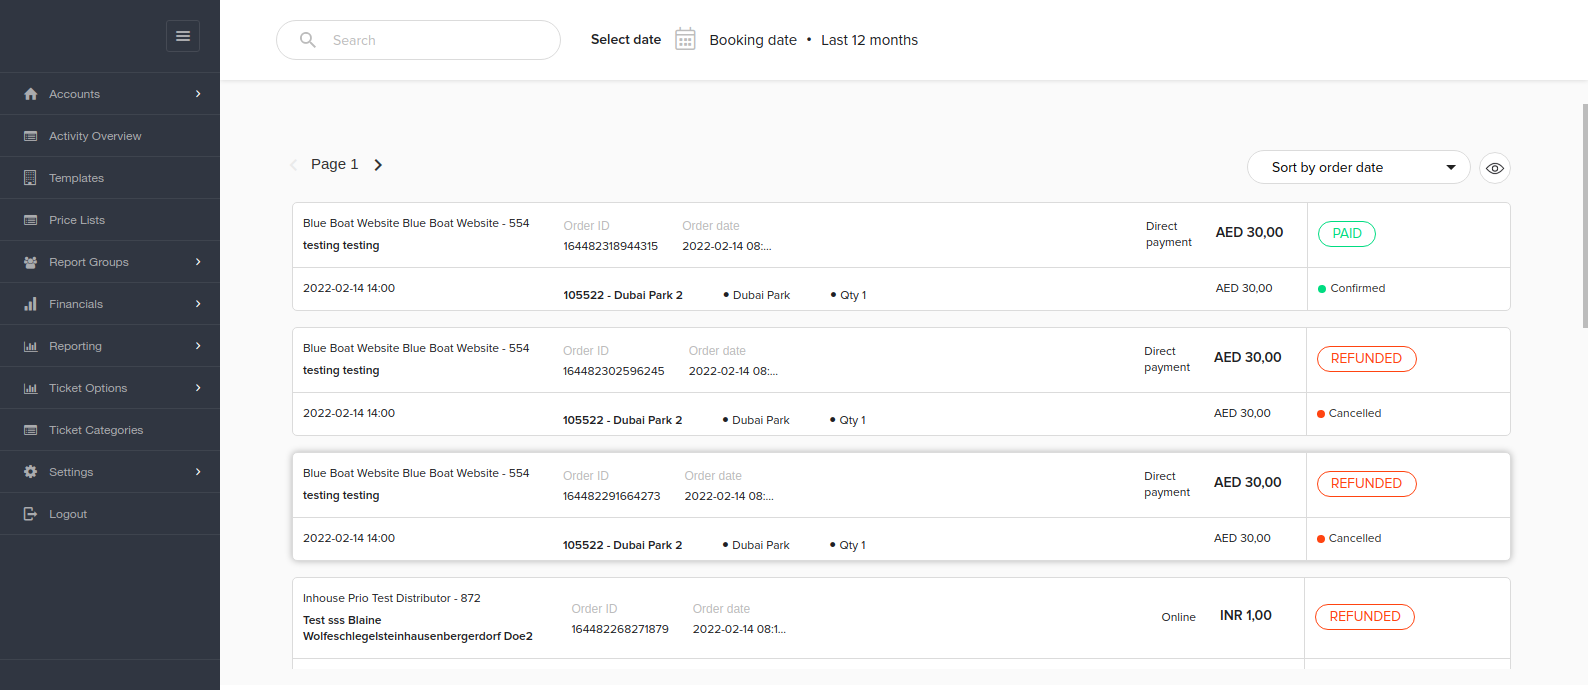 Search
Select date
Booking date • Last 12 months
Accounts
Activity Overview
Templates
Price Lists
Report Groups
Financials
Reporting
Ticket Options
Ticket Categories
Settings
Logout
Page 1
Sort by order date
Blue Boat Website Blue Boat Website - 554
testing testing
Order ID
164482318944315
Order date
2022-02-14 08:...
Direct
payment
AED 30,00
PAID
2022-02-14 14:00
105522 - Dubai Park 2
• Dubai Park
• Qty 1
AED 30,00
Confirmed
Blue Boat Website Blue Boat Website - 554
testing testing
Order ID
164482302596245
Order date
2022-02-14 08:...
Direct
payment
AED 30,00
REFUNDED
2022-02-14 14:00
105522 - Dubai Park 2
• Dubai Park
• Qty 1
AED 30,00
Cancelled
Blue Boat Website Blue Boat Website - 554
testing testing
Order ID
164482291664273
Order date
2022-02-14 08:...
Direct
payment
AED 30,00
REFUNDED
2022-02-14 14:00
105522 - Dubai Park 2
• Dubai Park
• Qty 1
AED 30,00
Cancelled
Inhouse Prio Test Distributor - 872
Test sss Blaine
Wolfeschlegelsteinhausenbergerdorf Doe2
Order ID
164482268271879
Order date
2022-02-14 08:1...
Online
INR 1,00
REFUNDED